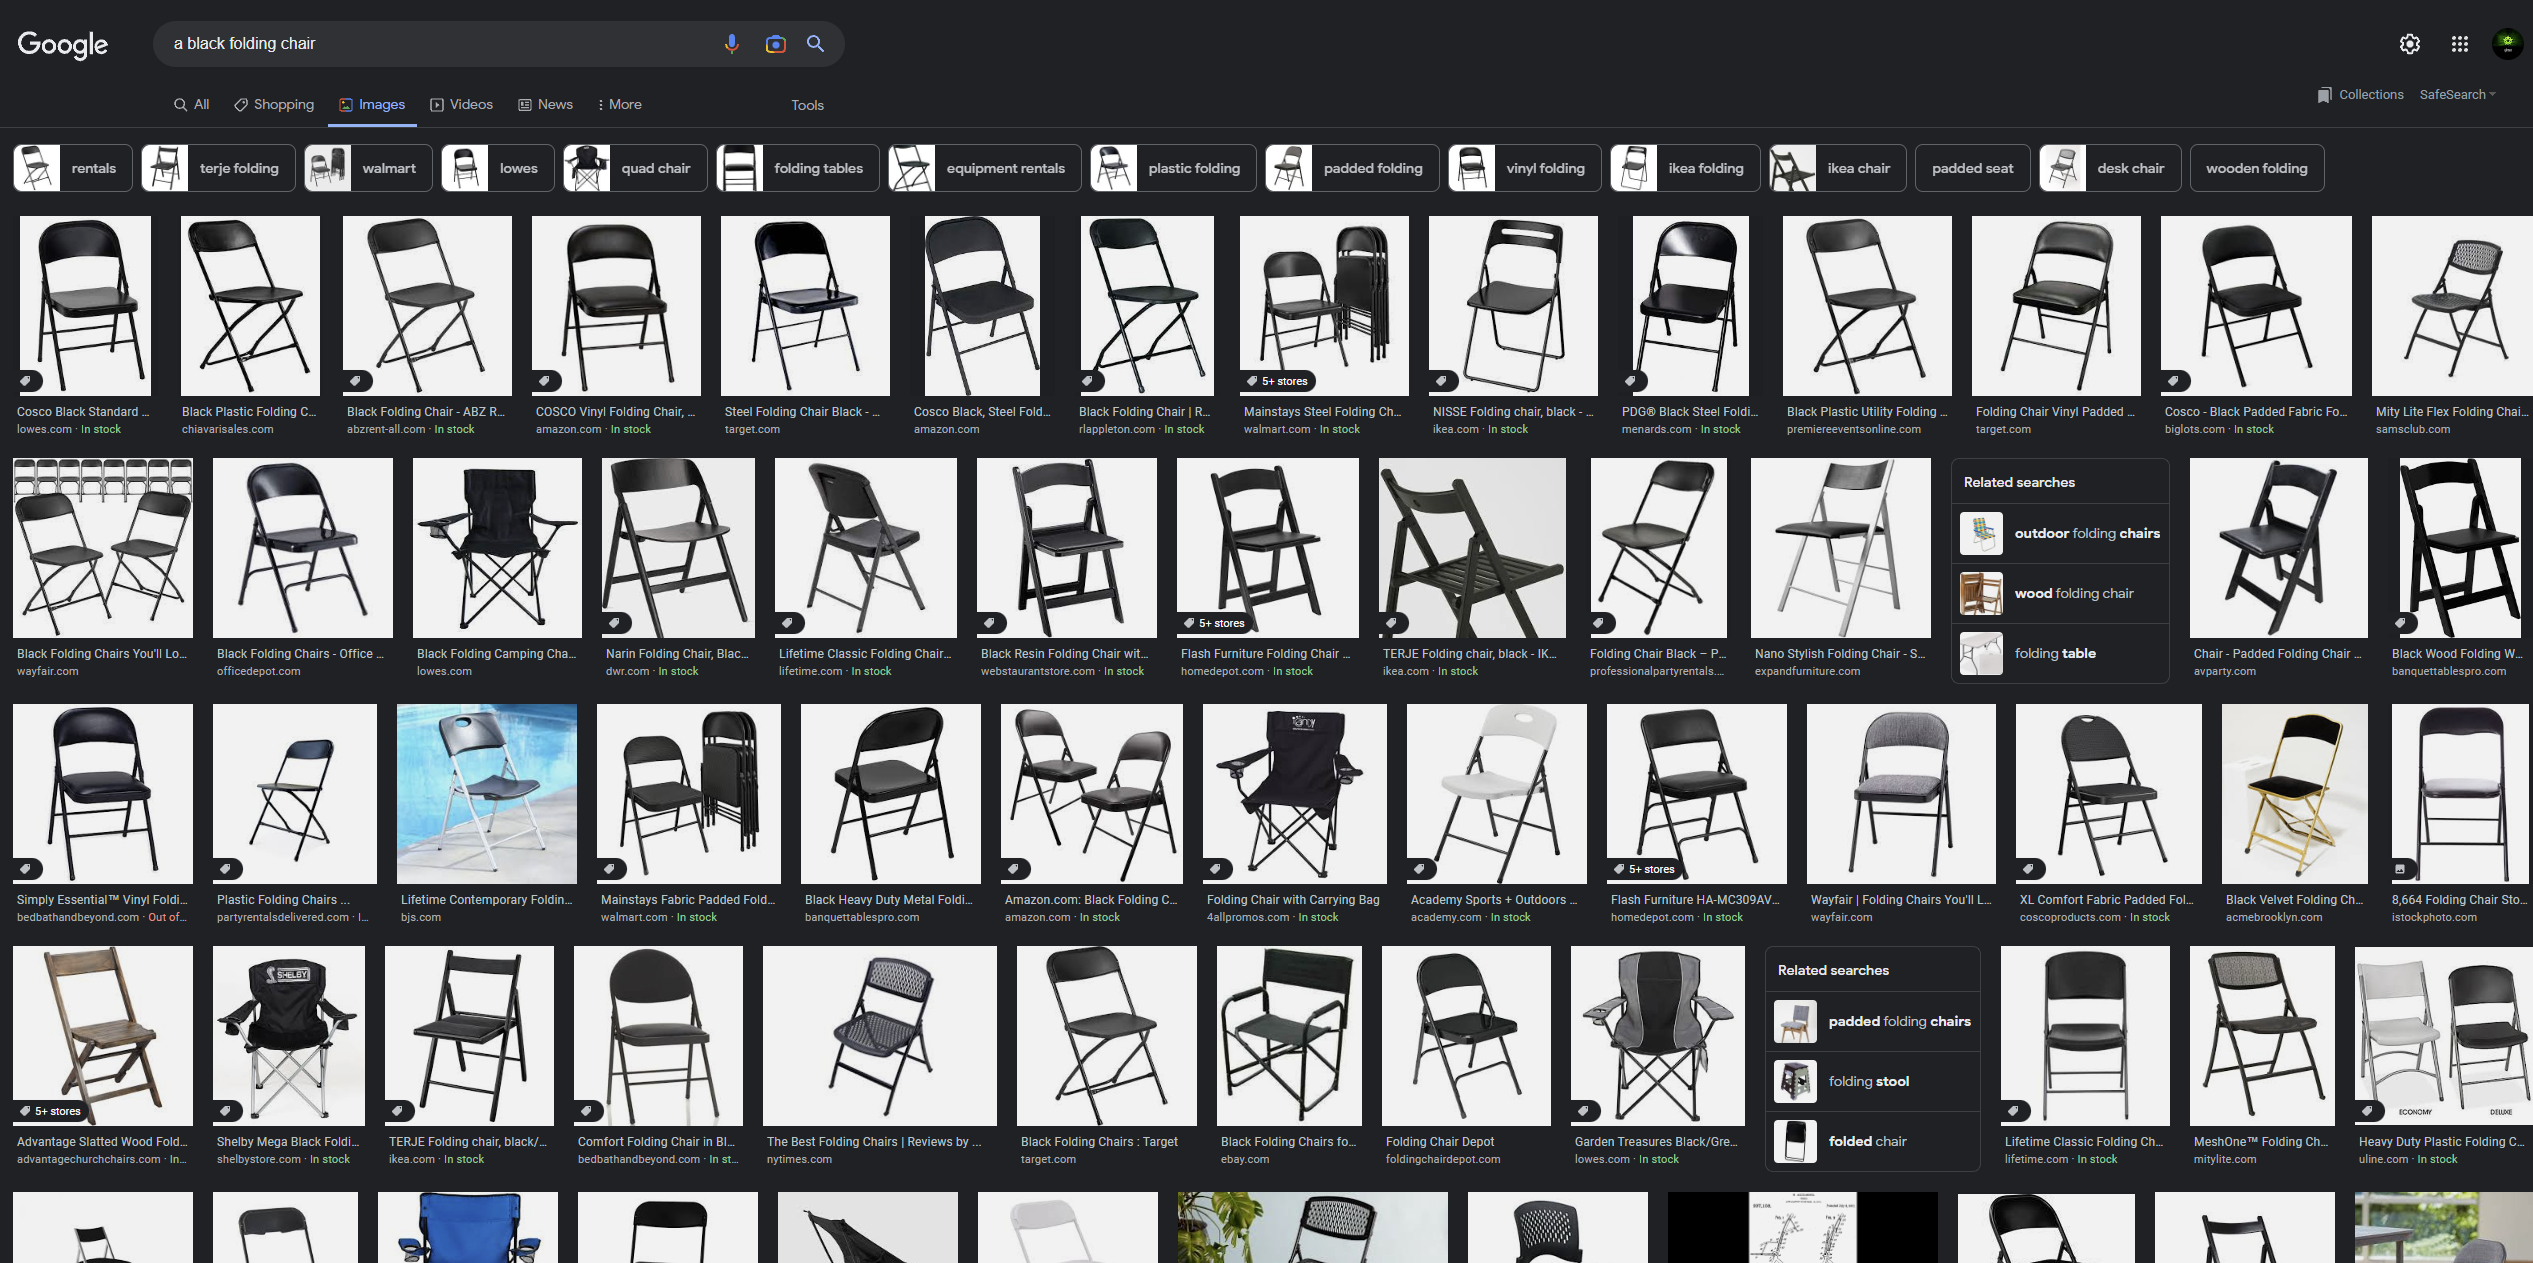 Google
a black folding chair
All
Shopping
Images
Videos
News
More
Tools
Collections
SafeSearch
rentals
terje folding
walmart
lowes
quad chair
folding tables
equipment rentals
plastic folding
padded folding
vinyl folding
ikea folding
ikea chair
padded seat
desk chair
wooden folding
5+ stores
Cosco Black Standard ...
lowes.com · In stock
Black Plastic Folding C...
chiavarisales.com
Black Folding Chair - ABZ R...
abzrent-all.com · In stock
COSCO Vinyl Folding Chair, ...
amazon.com · In stock
Steel Folding Chair Black - ...
target.com
Cosco Black, Steel Fold...
amazon.com
Black Folding Chair | R...
rlappleton.com · In stock
Mainstays Steel Folding Ch...
walmart.com · In stock
NISSE Folding chair, black - ...
ikea.com · In stock
PDG® Black Steel Foldi...
menards.com · In stock
Black Plastic Utility Folding ...
premiereeventsonline.com
Folding Chair Vinyl Padded ...
target.com
Cosco - Black Padded Fabric Fo...
biglots.com · In stock
Mity Lite Flex Folding Chai...
samsclub.com
5+ stores
Black Folding Chairs You'll Lo...
wayfair.com
Black Folding Chairs - Office ...
officedepot.com
Black Folding Camping Cha...
lowes.com
Narin Folding Chair, Blac...
dwr.com · In stock
Lifetime Classic Folding Chair...
lifetime.com · In stock
Black Resin Folding Chair wit...
webstaurantstore.com · In stock
Flash Furniture Folding Chair ...
homedepot.com · In stock
TERJE Folding chair, black - IK...
ikea.com · In stock
Folding Chair Black – P...
professionalpartyrentals....
Nano Stylish Folding Chair - S...
expandfurniture.com
Related searches
outdoor folding chairs
wood folding chair
folding table
Chair - Padded Folding Chair ...
avparty.com
Black Wood Folding W...
banquettablespro.com
5+ stores
Simply Essential™ Vinyl Foldi...
bedbathandbeyond.com · Out of...
Plastic Folding Chairs ...
partyrentalsdelivered.com · I...
Lifetime Contemporary Foldin...
bjs.com
Mainstays Fabric Padded Fold...
walmart.com · In stock
Black Heavy Duty Metal Foldi...
banquettablespro.com
Amazon.com: Black Folding C...
amazon.com · In stock
Folding Chair with Carrying Bag
4allpromos.com · In stock
Academy Sports + Outdoors ...
academy.com · In stock
Flash Furniture HA-MC309AV...
homedepot.com · In stock
Wayfair | Folding Chairs You'll L...
wayfair.com
XL Comfort Fabric Padded Fol...
coscoproducts.com · In stock
Black Velvet Folding Ch...
acmebrooklyn.com
8,664 Folding Chair Sto...
istockphoto.com
SHELBY
5+ stores
ECONOMY
DELUXE
Advantage Slatted Wood Fold...
advantagechurchchairs.com · In...
Shelby Mega Black Foldi...
shelbystore.com · In stock
TERJE Folding chair, black/...
ikea.com · In stock
Comfort Folding Chair in Bl...
bedbathandbeyond.com · In st...
The Best Folding Chairs | Reviews by ...
nytimes.com
Black Folding Chairs : Target
target.com
Black Folding Chairs fo...
ebay.com
Folding Chair Depot
foldingchairdepot.com
Garden Treasures Black/Gre...
lowes.com · In stock
Related searches
padded folding chairs
folding stool
folded chair
Lifetime Classic Folding Ch...
lifetime.com · In stock
MeshOne™ Folding Ch...
mitylite.com
Heavy Duty Plastic Folding C...
uline.com · In stock